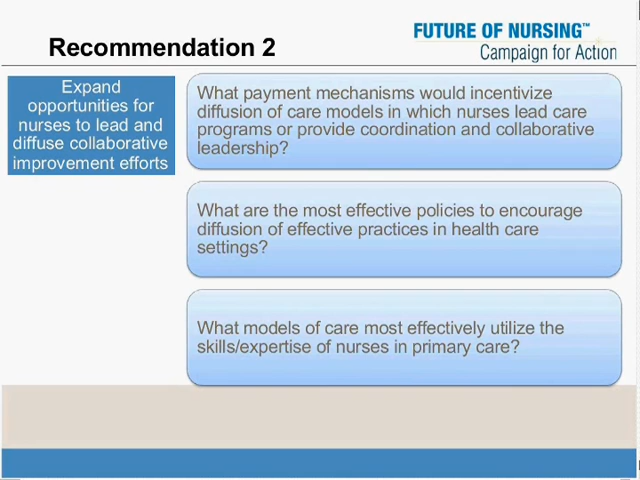 Recommendation 2
FUTURE OF NURSING™
Campaign for Action
Expand
opportunities for
nurses to lead and
diffuse collaborative
improvement efforts
What payment mechanisms would incentivize
diffusion of care models in which nurses lead care
programs or provide coordination and collaborative
leadership?
What are the most effective policies to encourage
diffusion of effective practices in health care
settings?
What models of care most effectively utilize the
skills/expertise of nurses in primary care?